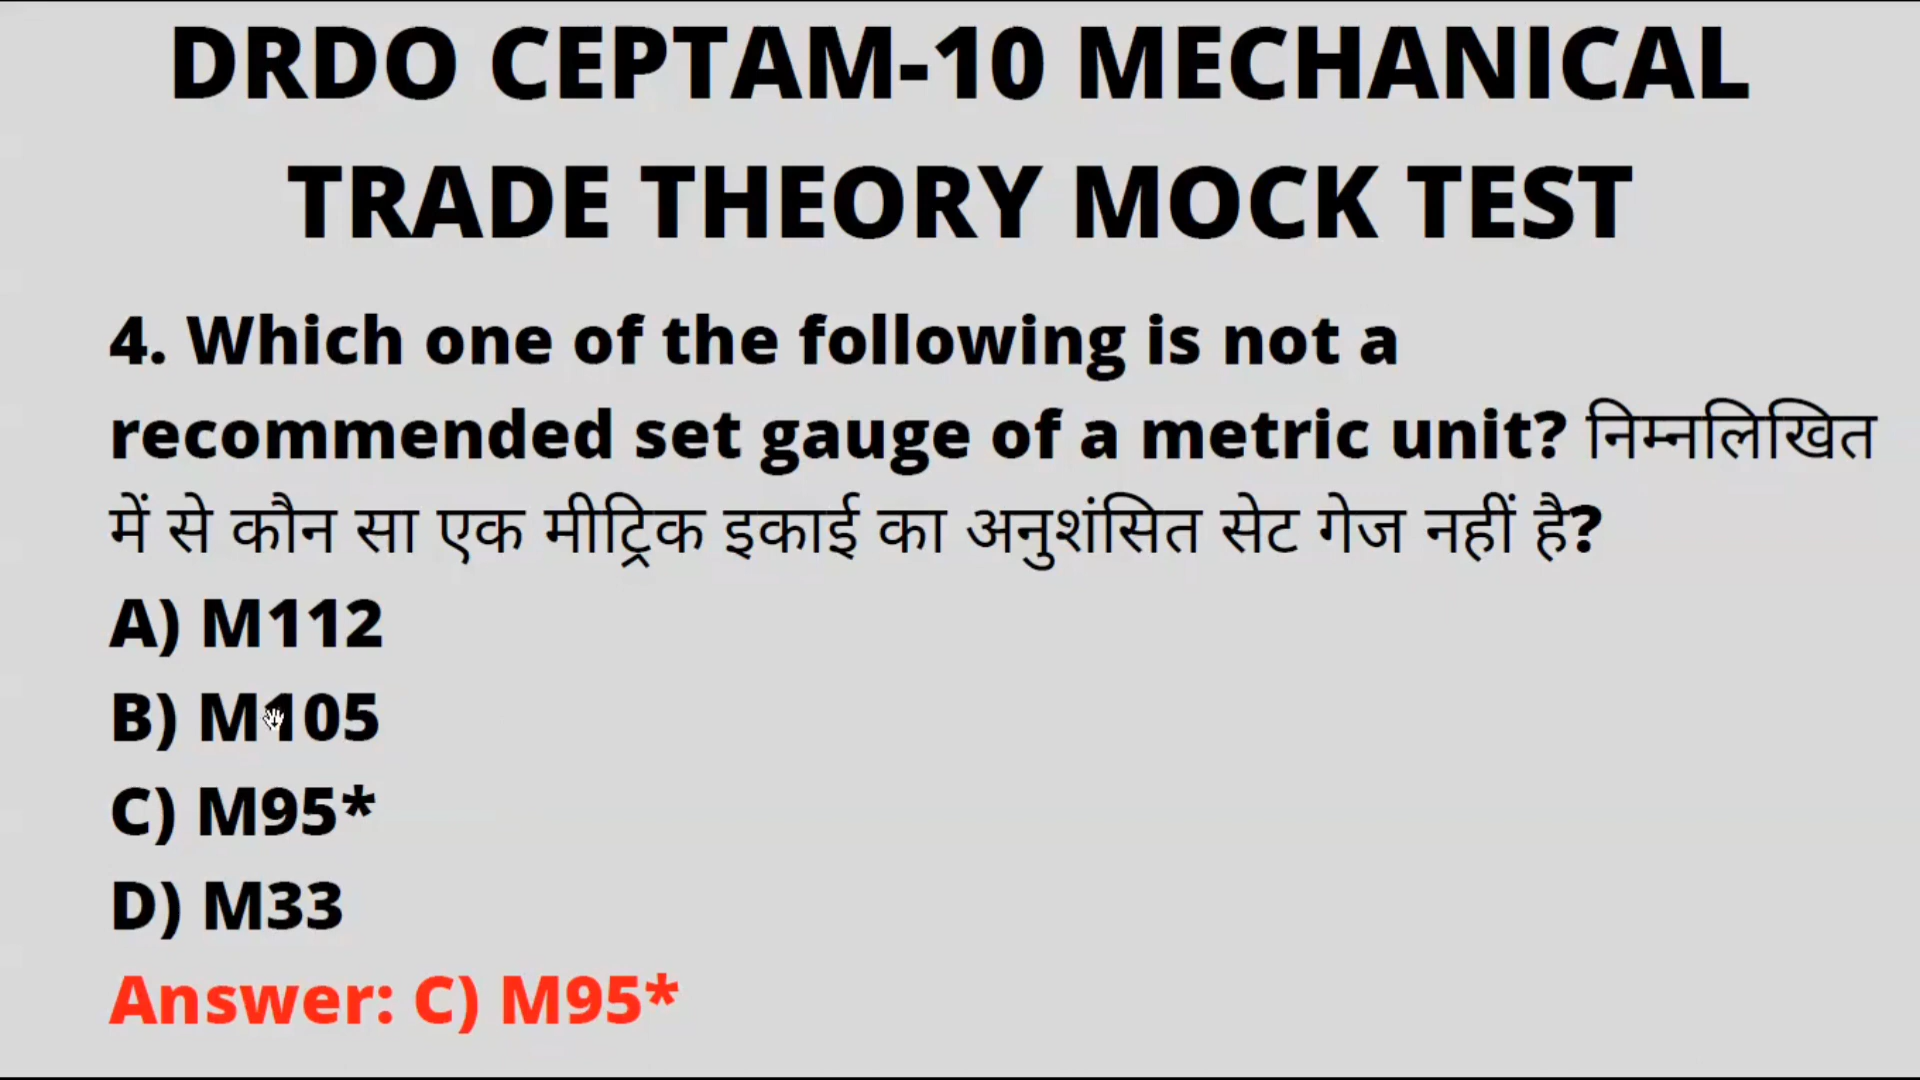 DRDO CEPTAM-10 MECHANICAL
TRADE THEORY MOCK TEST
4. Which one of the following is not a
recommended set gauge of a metric unit? निम्नलिखित
में से कौन सा एक मीट्रिक इकाई का अनुशंसित सेट गेज नहीं है?
A) M112
B) M105
C) M95*
D) M33
Answer: C) M95*